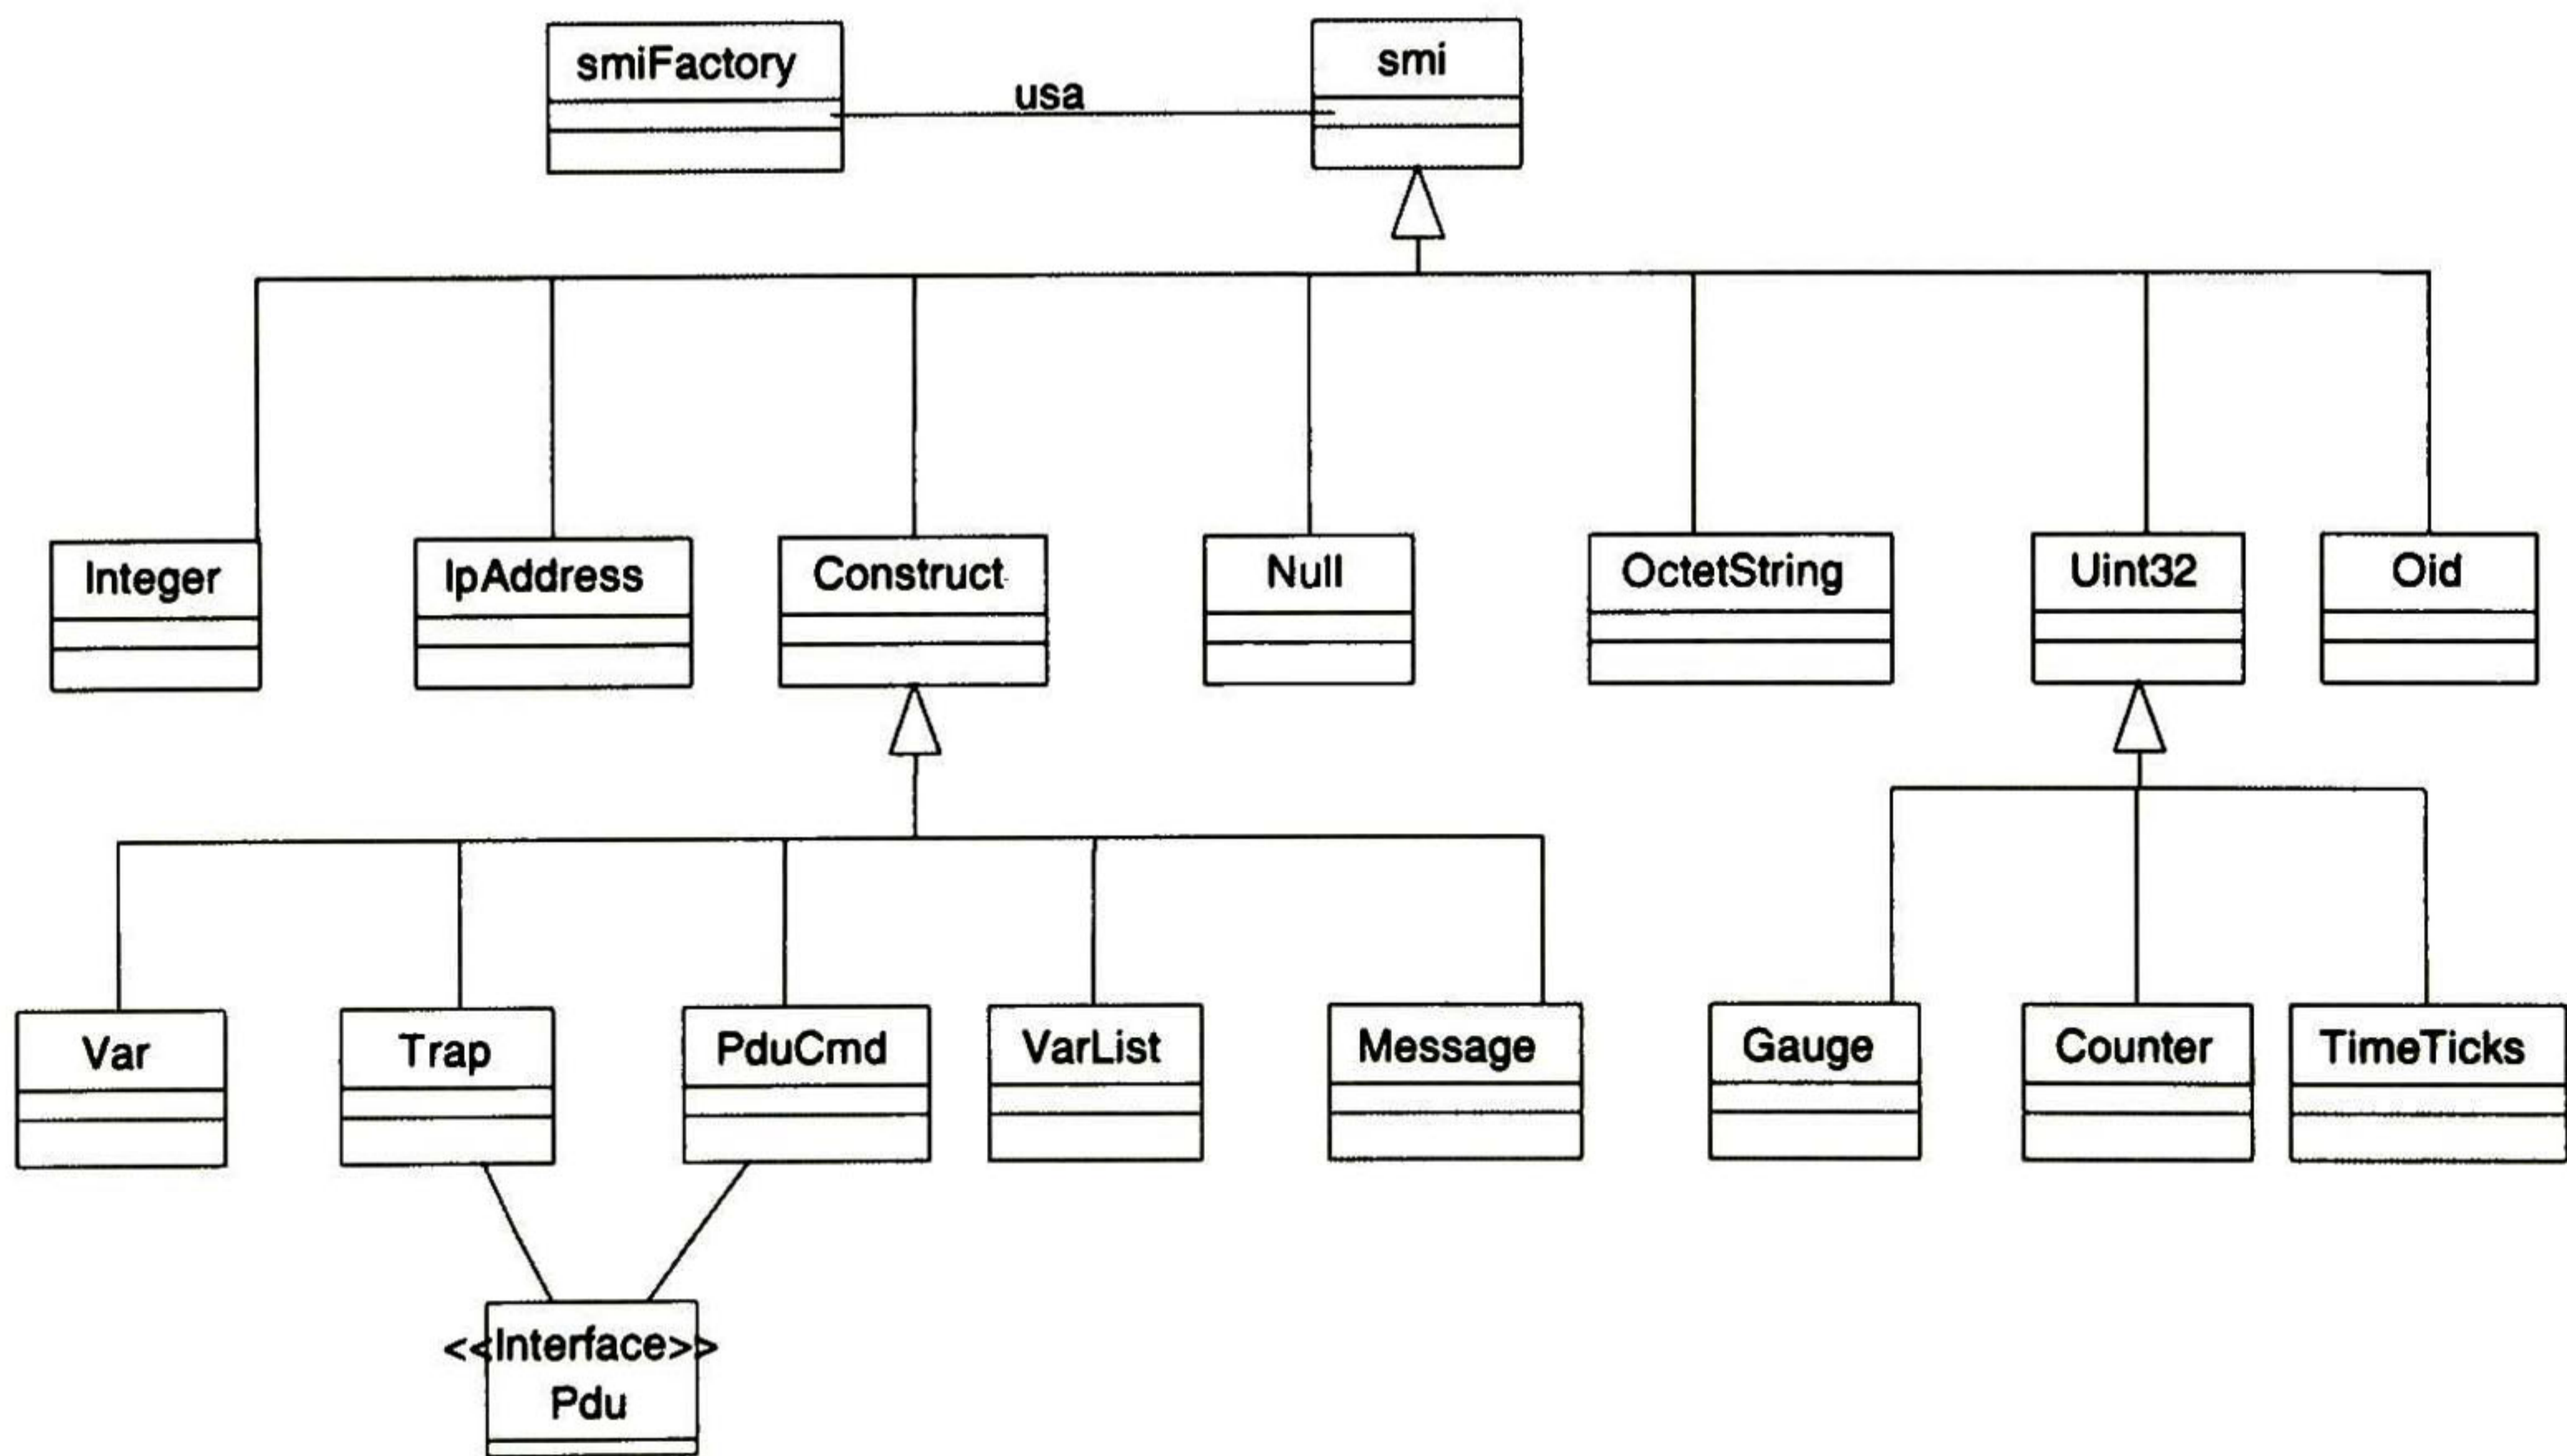 smiFactory
usa
smi
Integer
IpAddress
Construct
Null
OctetString
Uint32
Oid
Var
Trap
PduCmd
VarList
Message
Gauge
Counter
TimeTicks
<<Interface>>
Pdu